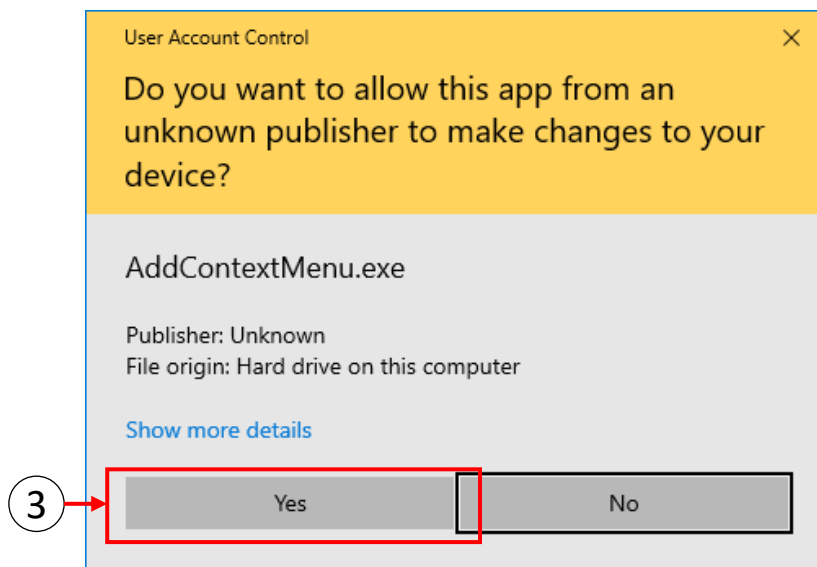 User Account Control
Do you want to allow this app from an
unknown publisher to make changes to your
device?
AddContextMenu.exe
Publisher: Unknown
File origin: Hard drive on this computer
Show more details
3
Yes
No